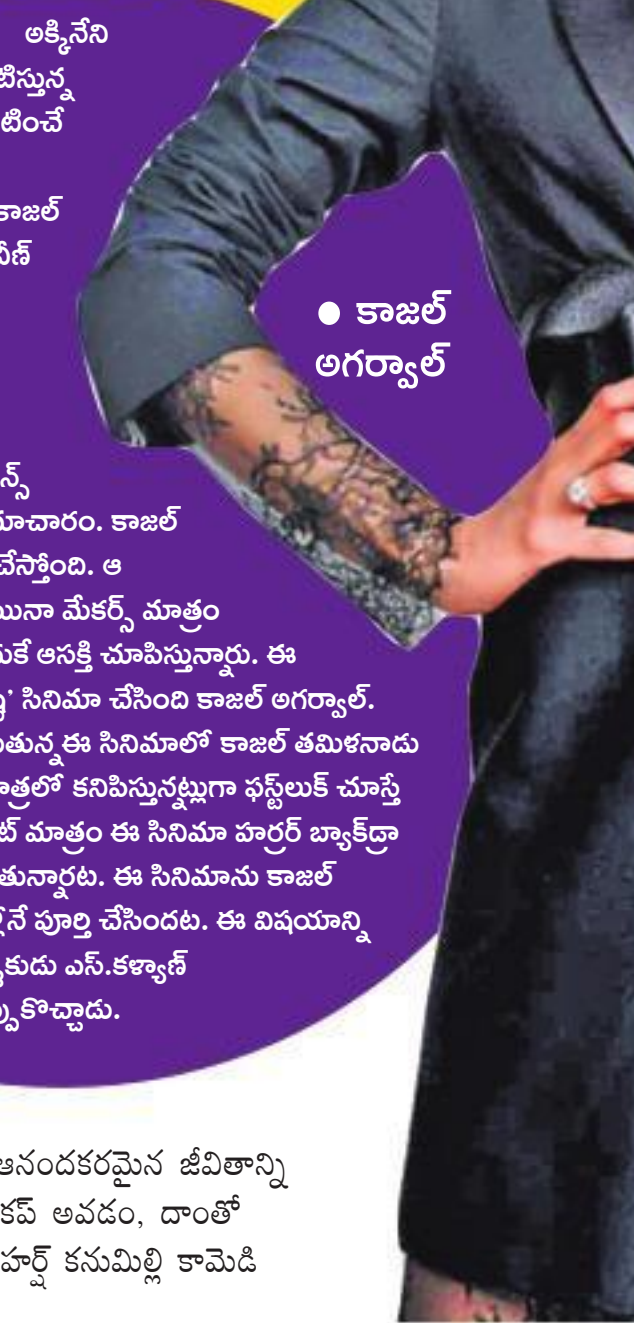 అక్కినేని
టిస్తున్న
టించే
కాజల్
● కాజల్
అగర్వాల్
న్స్
మాచారం. కాజల్
చేస్తోంది. ఆ
యినా మేకర్స్ మాత్రం
ుకే ఆసక్తి చూపిస్తున్నారు. ఈ
సినిమా చేసింది కాజల్ అగర్వాల్.
ఈ సినిమాలో కాజల్ తమిళనాడు
ాత్రలో కనిపిస్తున్నట్లుగా ఫస్ట్‌లుక్ చూస్తే
ట్ మాత్రం ఈ సినిమా హర్రర్ బ్యాక్‌డ్రా
తున్నారట. ఈ సినిమాను కాజల్
పూర్తి చేసిందట. ఈ విషయాన్ని
కుడు ఎస్.కళ్యాణ్
ప్పుకొచ్చాడు.
ఆనందకరమైన జీవితాన్ని
కప్ అవడం, దాంతో
హర్ష్ కనుమిల్లి కామెడి